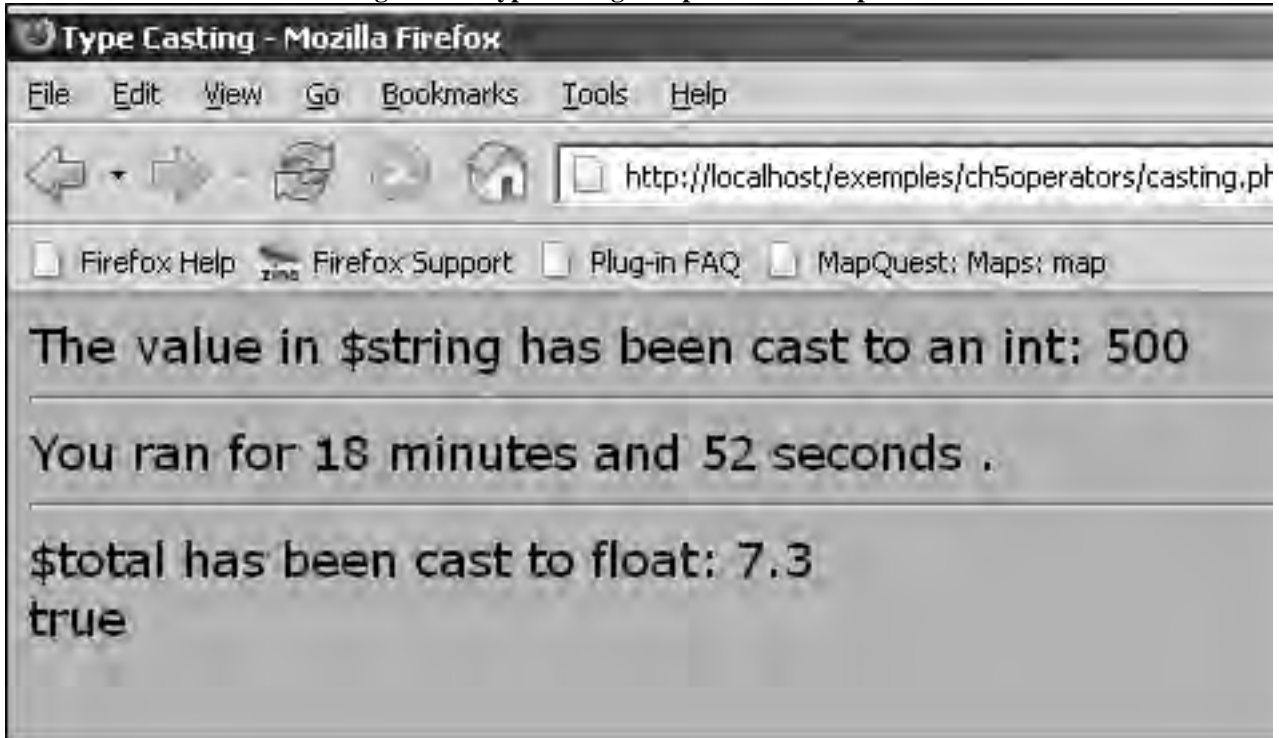 Type Casting - Mozilla Firefox
File Edit View Go Bookmarks Tools Help
http://localhost/exemples/ch5operators/casting.ph
Firefox Help Firefox Support Plug-in FAQ MapQuest: Maps: map
The value in $string has been cast to an int: 500
You ran for 18 minutes and 52 seconds .
$total has been cast to float: 7.3
true